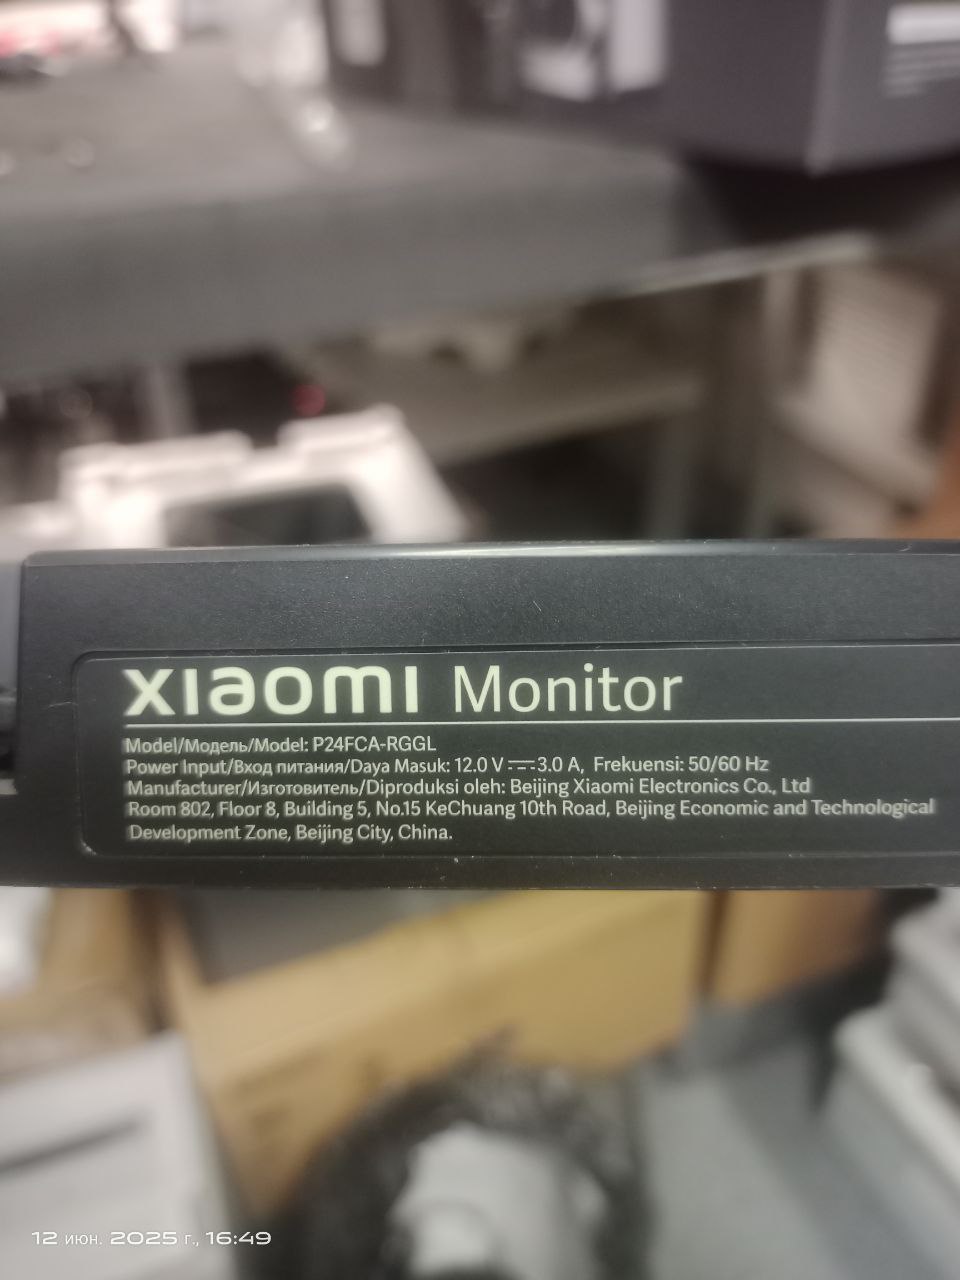 xiaomi Monitor
Model/Модель/Model: P24FCA-RGGL
Power Input/Вход питания/Daya Masuk: 12.0 V⎓3.0 A, Frekuensi: 50/60 Hz
Manufacturer/Изготовитель/Diproduksi oleh: Beijing Xiaomi Electronics Co., Ltd
Room 802, Floor 8, Building 5, No.15 KeChuang 10th Road, Beijing Economic and Technological
Development Zone, Beijing City, China.
12 июн. 2025 г., 16:49